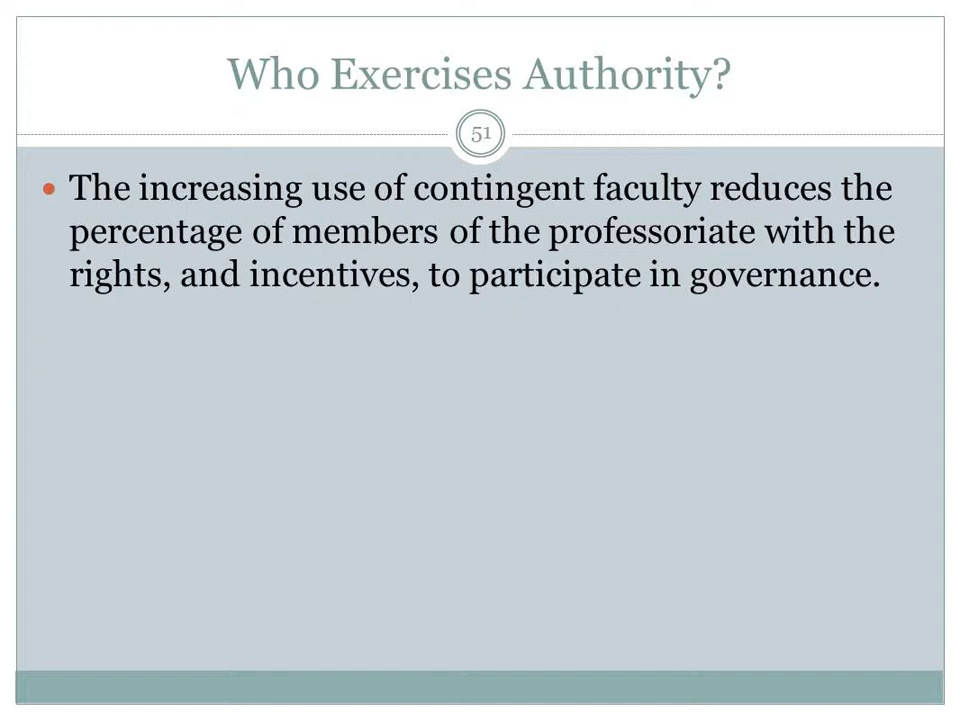 Who Exercises Authority?
51
• The increasing use of contingent faculty reduces the
percentage of members of the professoriate with the
rights, and incentives, to participate in governance.